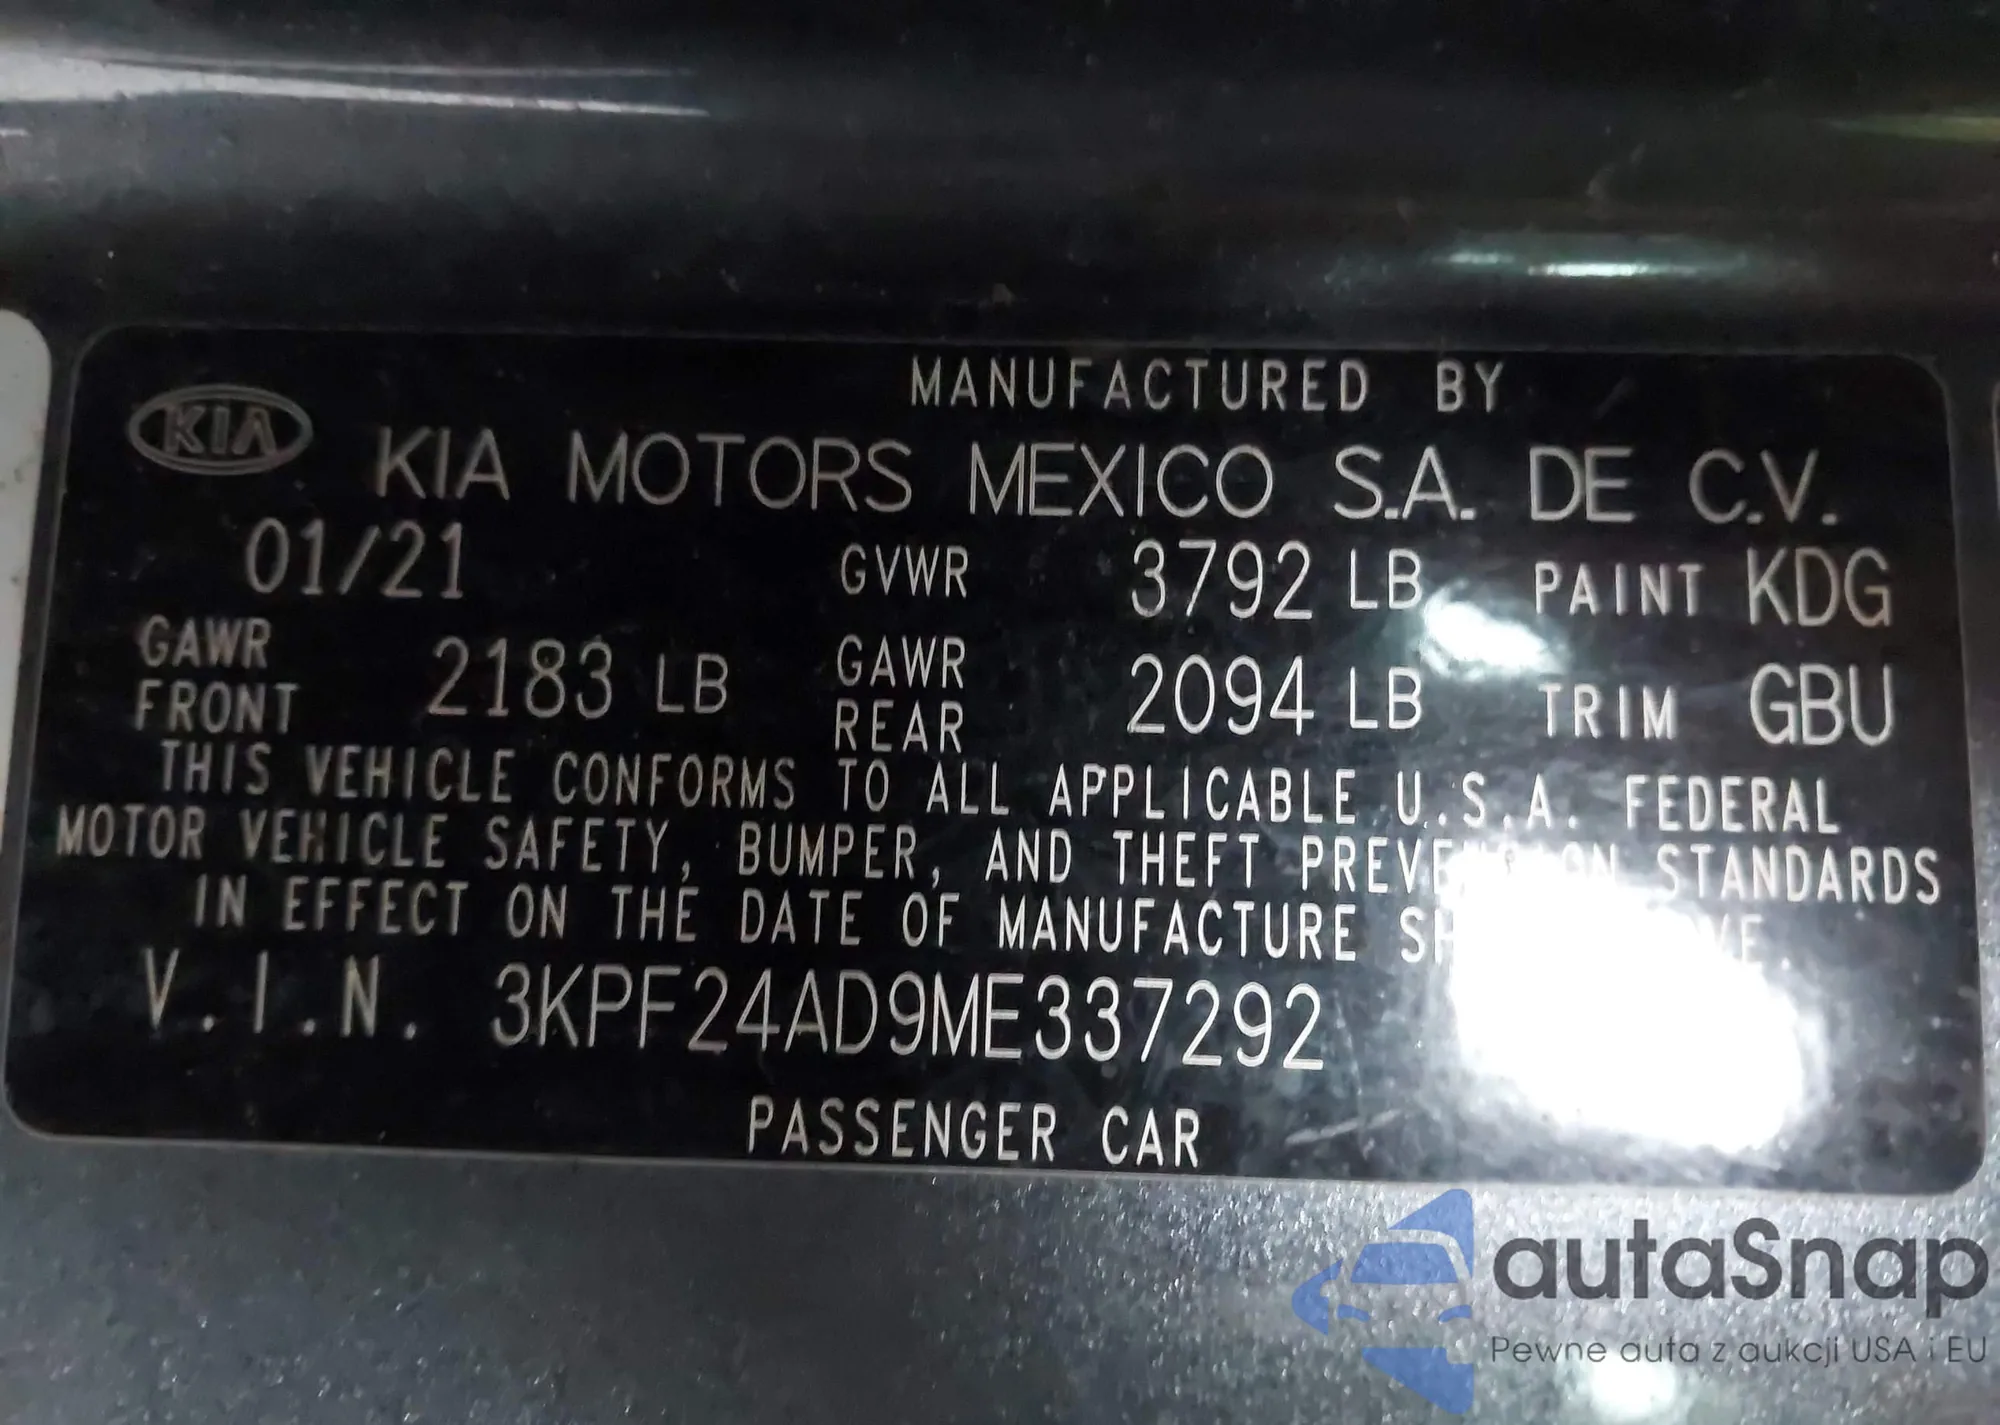 MANUFACTURED BY
KIA KIA MOTORS MEXICO S.A. DE C.V.
01/21 GVWR 3792 LB PAINT KDG
GAWR FRONT 2183 LB GAWR REAR 2094 LB TRIM GBU
THIS VEHICLE CONFORMS TO ALL APPLICABLE U.S.A. FEDERAL
MOTOR VEHICLE SAFETY, BUMPER, AND THEFT PREVENTION STANDARDS
IN EFFECT ON THE DATE OF MANUFACTURE
V.I.N. 3KPF24AD9ME337292
PASSENGER CAR
autaSnap
Pewne auta z aukcji USA i EU